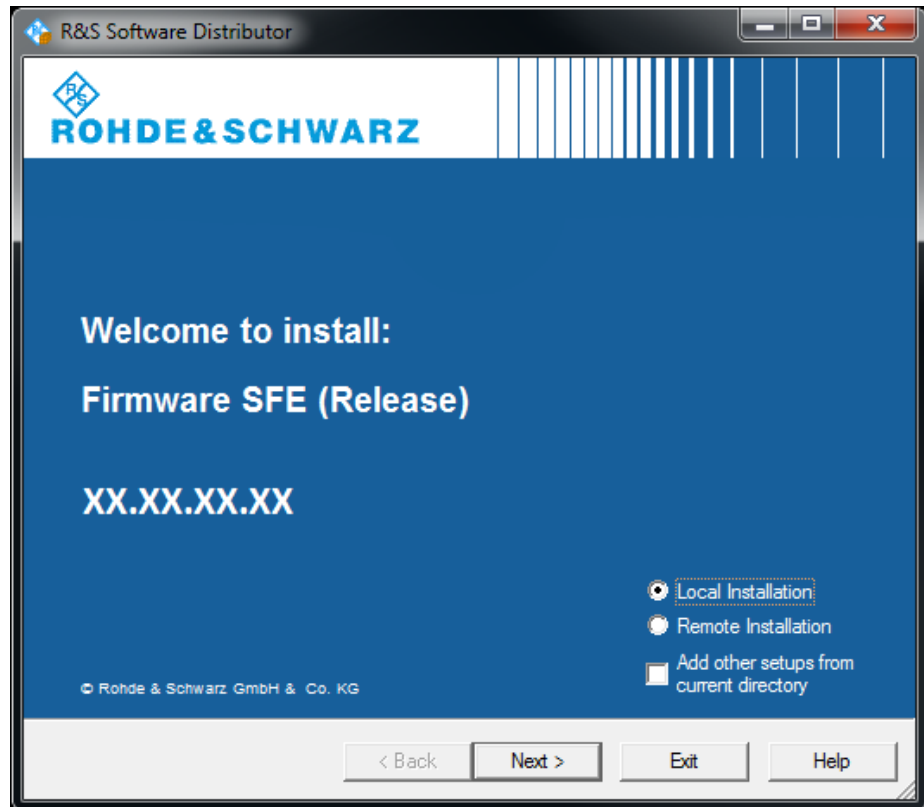 R&S Software Distributor
R&S
ROHDE&SCHWARZ
Welcome to install:
Firmware SFE (Release)
XX.XX.XX.XX
Local Installation
Remote Installation
Add other setups from
current directory
© Rohde & Schwarz GmbH & Co. KG
< Back
Next >
Exit
Help